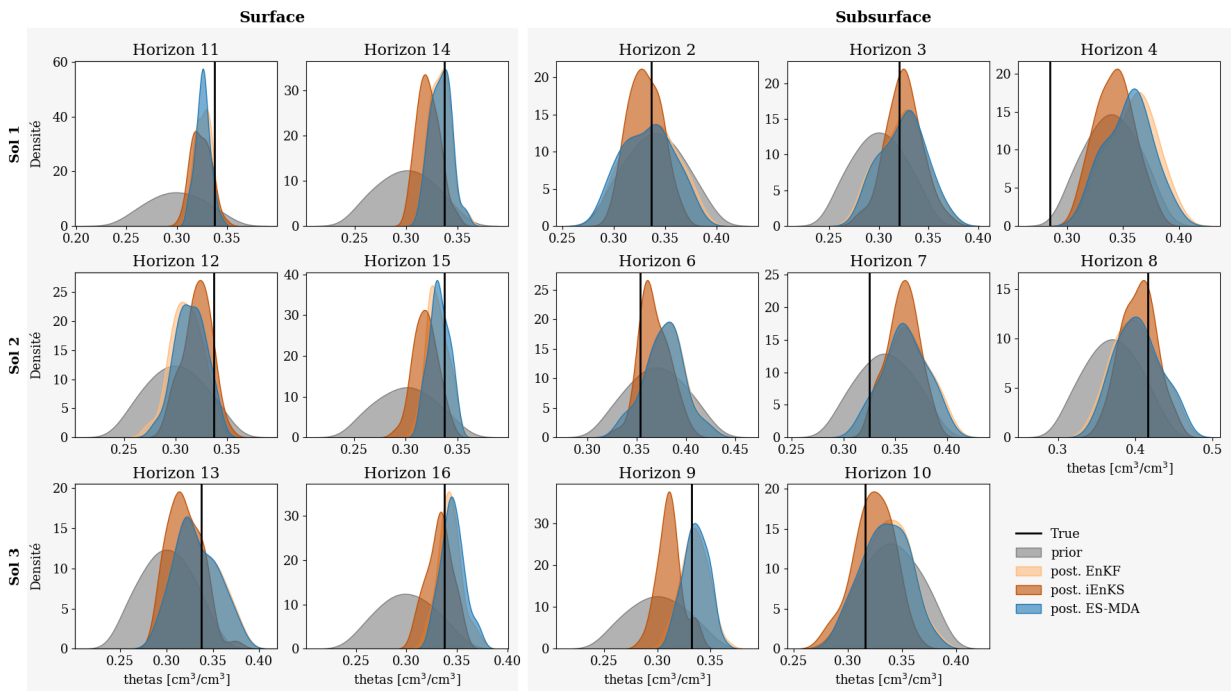 Surface
Subsurface
Horizon 11
Horizon 14
Horizon 2
Horizon 3
Horizon 4
Sol 1
Densité
60
40
20
0
0.20 0.25 0.30 0.35
30
20
10
0
0.25 0.30 0.35
20
15
10
5
0
0.25 0.30 0.35 0.40
20
15
10
5
0
0.25 0.30 0.35 0.40
20
15
10
5
0
0.30 0.35 0.40
Horizon 12
Horizon 15
Horizon 6
Horizon 7
Horizon 8
Sol 2
Densité
25
20
15
10
5
0
0.25 0.30 0.35
40
30
20
10
0
0.25 0.30 0.35
30
25
20
15
10
5
0
0.30 0.35 0.40 0.45
25
20
15
10
5
0
0.25 0.30 0.35 0.40
15
10
5
0
0.3 0.4 0.5
thetas [cm³/cm³]
Horizon 13
Horizon 16
Horizon 9
Horizon 10
Sol 3
Densité
20
15
10
5
0
0.25 0.30 0.35 0.40
thetas [cm³/cm³]
30
20
10
0
0.25 0.30 0.35 0.40
thetas [cm³/cm³]
30
20
10
0
0.25 0.30 0.35
thetas [cm³/cm³]
20
15
10
5
0
0.25 0.30 0.35 0.40
thetas [cm³/cm³]
True
prior
post. EnKF
post. iEnKS
post. ES-MDA